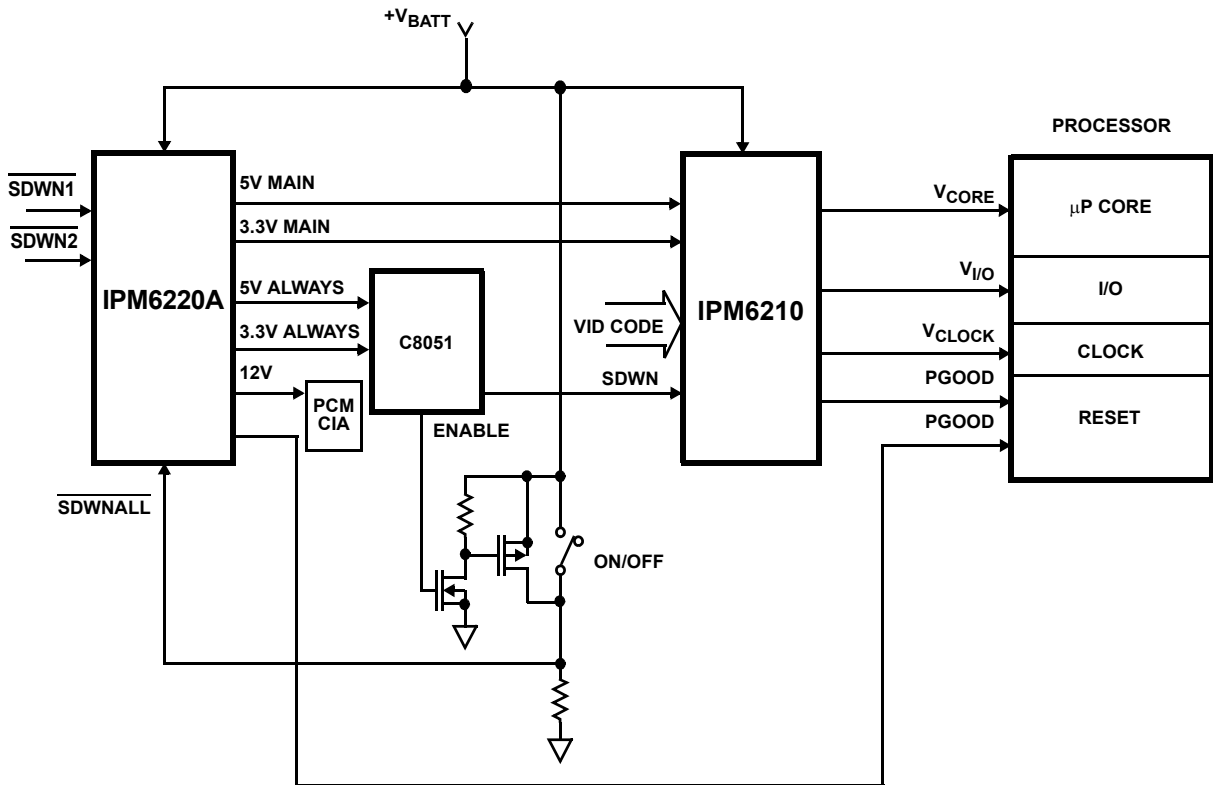 +VBATT
PROCESSOR
SDWN1
SDWN2
IPM6220A
5V MAIN
3.3V MAIN
5V ALWAYS
3.3V ALWAYS
12V
C8051
PCM
CIA
ENABLE
SDWN
VID CODE
IPM6210
VCORE
VI/O
VCLOCK
PGOOD
PGOOD
μP CORE
I/O
CLOCK
RESET
SDWNALL
ON/OFF